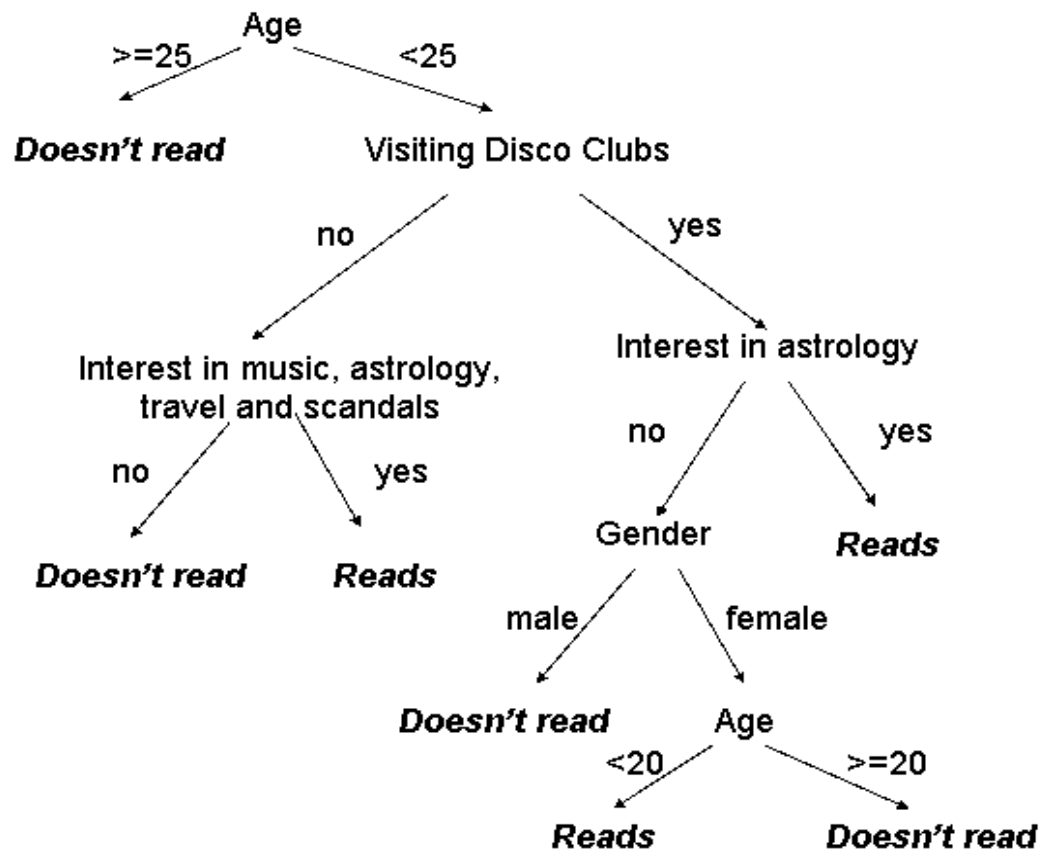 Age
>=25
<25
Doesn't read
Visiting Disco Clubs
no
yes
Interest in music, astrology,
travel and scandals
Interest in astrology
no
yes
no
yes
Doesn't read
Reads
Gender
Reads
male
female
Doesn't read
Age
<20
>=20
Reads
Doesn't read